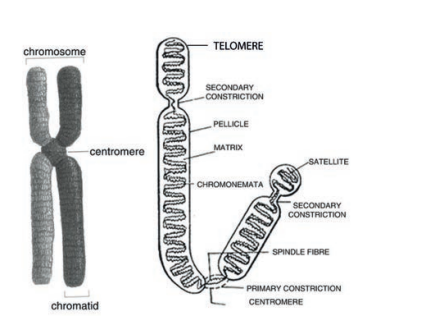 chromosome
centromere
chromatid
TELOMERE
SECONDARY
CONSTRICTION
PELLICLE
MATRIX
CHROMONEMATA
SATELLITE
SECONDARY
CONSTRICTION
SPINDLE FIBRE
PRIMARY CONSTRICTION
CENTROMERE